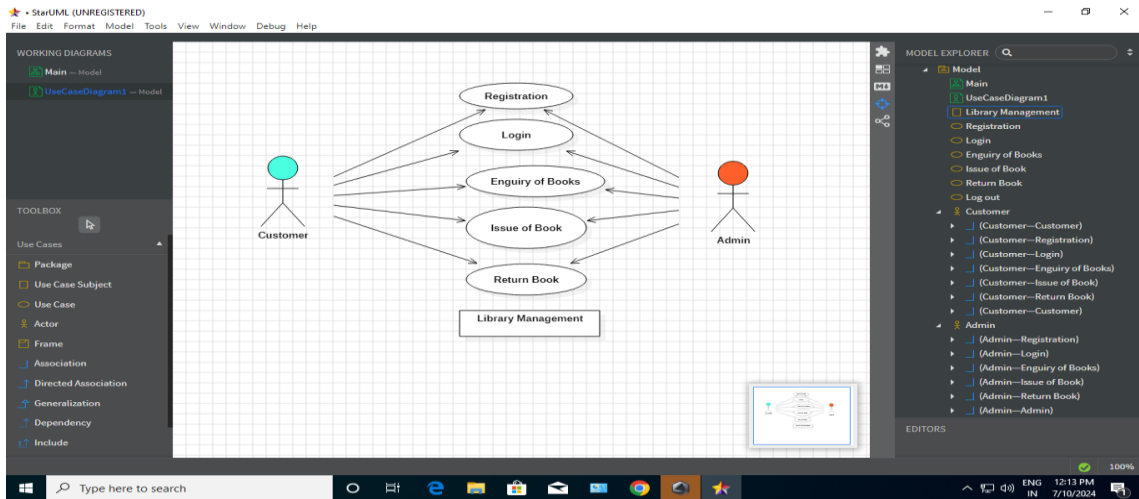 • StarUML (UNREGISTERED)
File Edit Format Model Tools View Window Debug Help
WORKING DIAGRAMS
Main — Model
UseCaseDiagram1 — Model
TOOLBOX
Use Cases
Package
Use Case Subject
Use Case
Actor
Frame
Association
Directed Association
Generalization
Dependency
Include
Registration
Login
Enguiry of Books
Issue of Book
Return Book
Library Management
Customer
Admin
MODEL EXPLORER
Model
Main
UseCaseDiagram1
Library Management
Registration
Login
Enguiry of Books
Issue of Book
Return Book
Log out
Customer
(Customer—Customer)
(Customer—Registration)
(Customer—Login)
(Customer—Enguiry of Books)
(Customer—Issue of Book)
(Customer—Return Book)
(Customer—Customer)
Admin
(Admin—Registration)
(Admin—Login)
(Admin—Enguiry of Books)
(Admin—Issue of Book)
(Admin—Return Book)
(Admin—Admin)
EDITORS
100%
Type here to search
ENG
IN
12:13 PM
7/10/2024